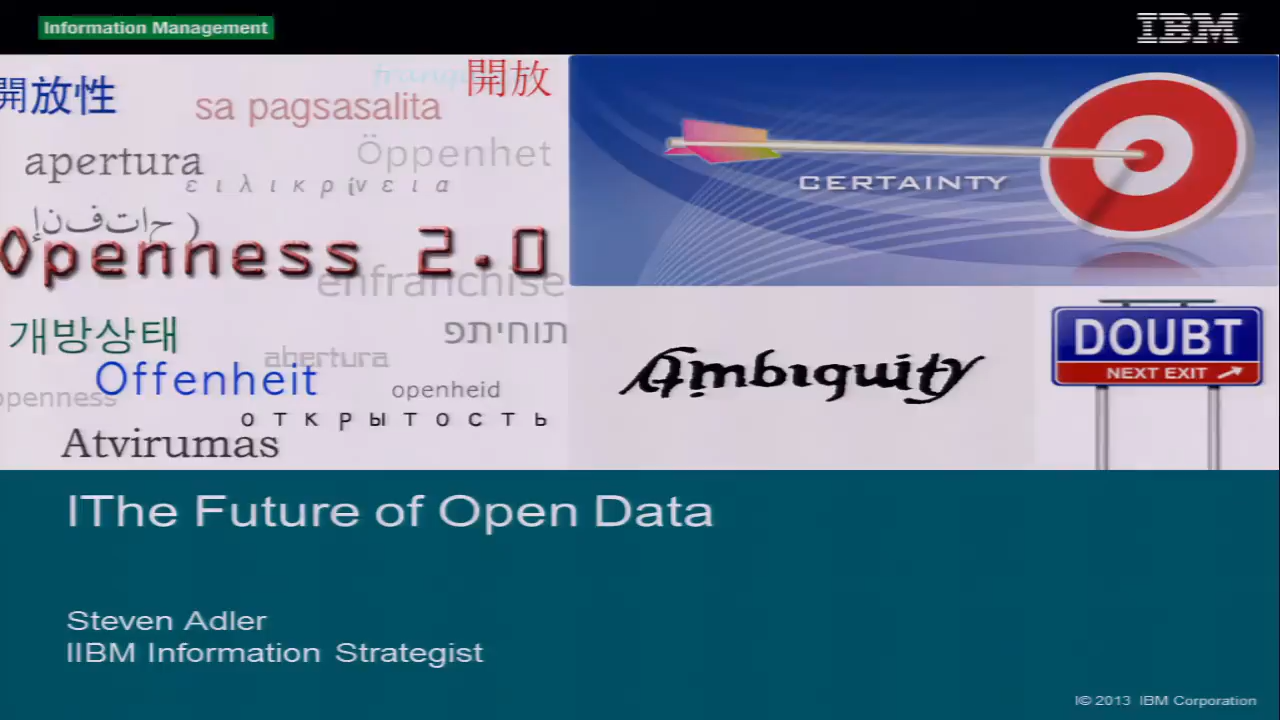 Information Management
IBM
開放
開放性
sa pagsasalita
apertura
Öppenhet
ειλικρίνεια
إنفتاح )
Openness 2.0
enfranchise
개방상태
פתיחות
abertura
Offenheit
openheid
openness
открытость
Atvirumas
CERTAINTY
Ambiguity
DOUBT
NEXT EXIT
IThe Future of Open Data
Steven Adler
IIBM Information Strategist
I© 2013 IBM Corporation